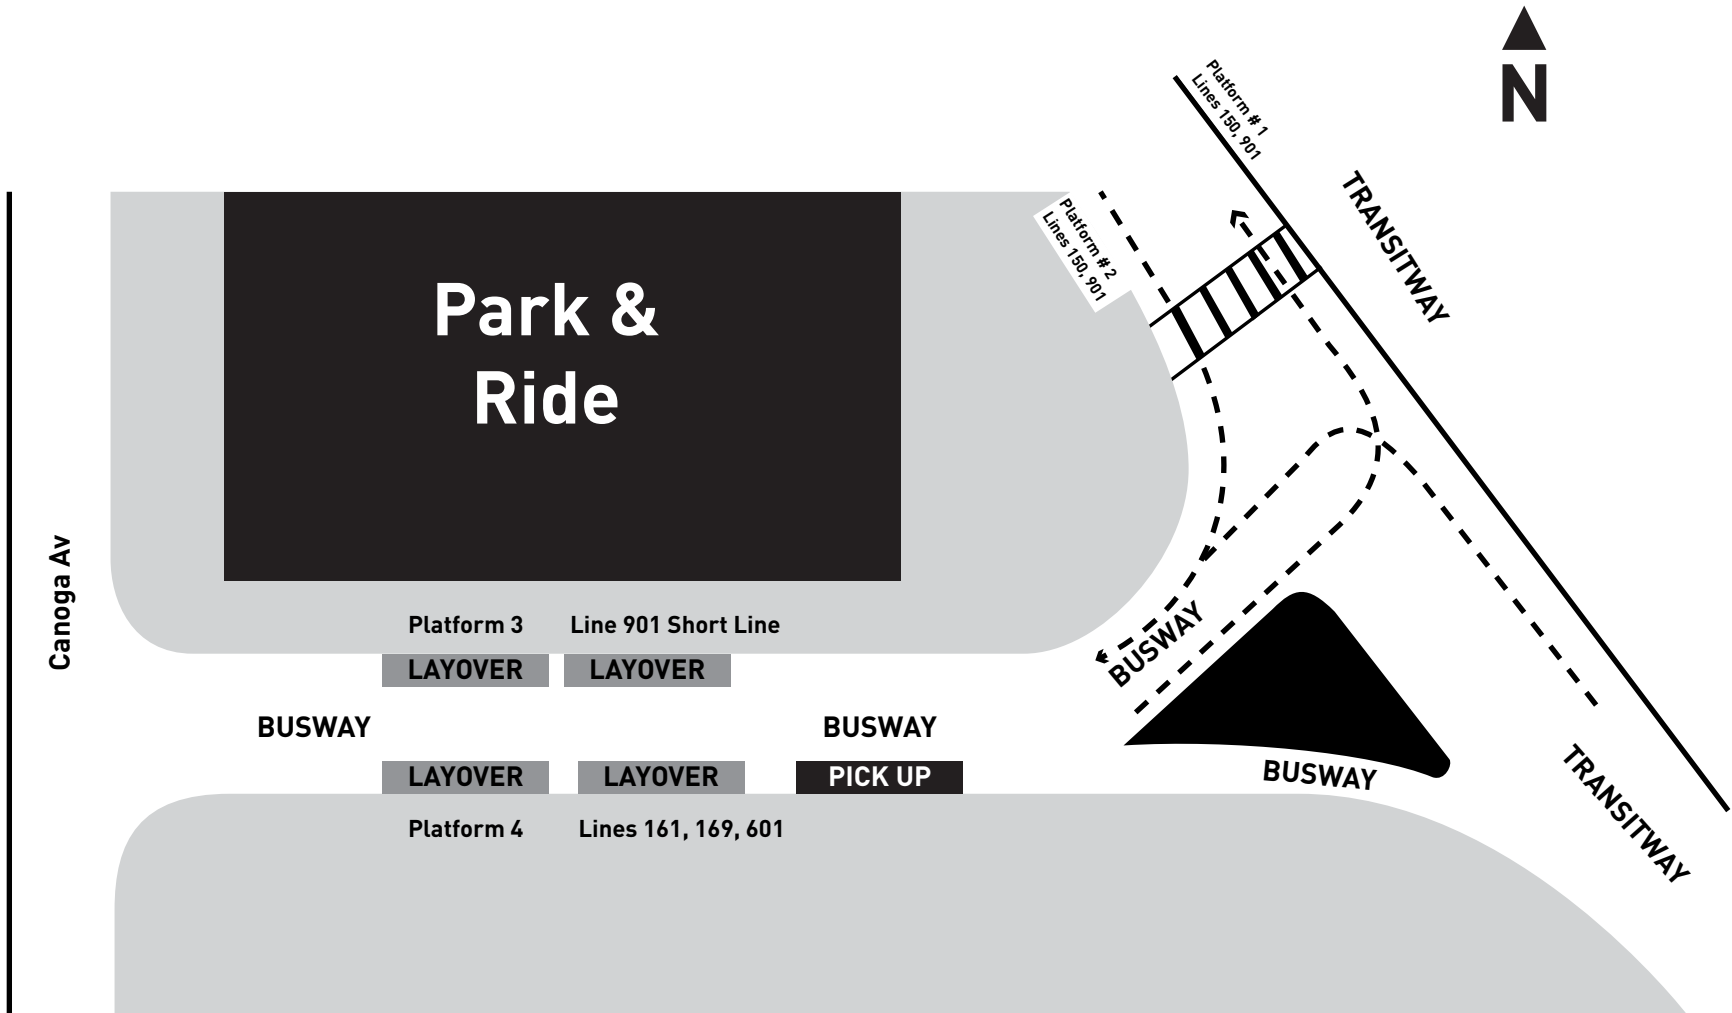 N
Platform # 1
Lines 150, 901
TRANSITWAY
Platform # 2
Lines 150, 901
Park &
Ride
Canoga Av
Platform 3
Line 901 Short Line
LAYOVER
LAYOVER
BUSWAY
BUSWAY
BUSWAY
LAYOVER
LAYOVER
PICK UP
BUSWAY
TRANSITWAY
Platform 4
Lines 161, 169, 601